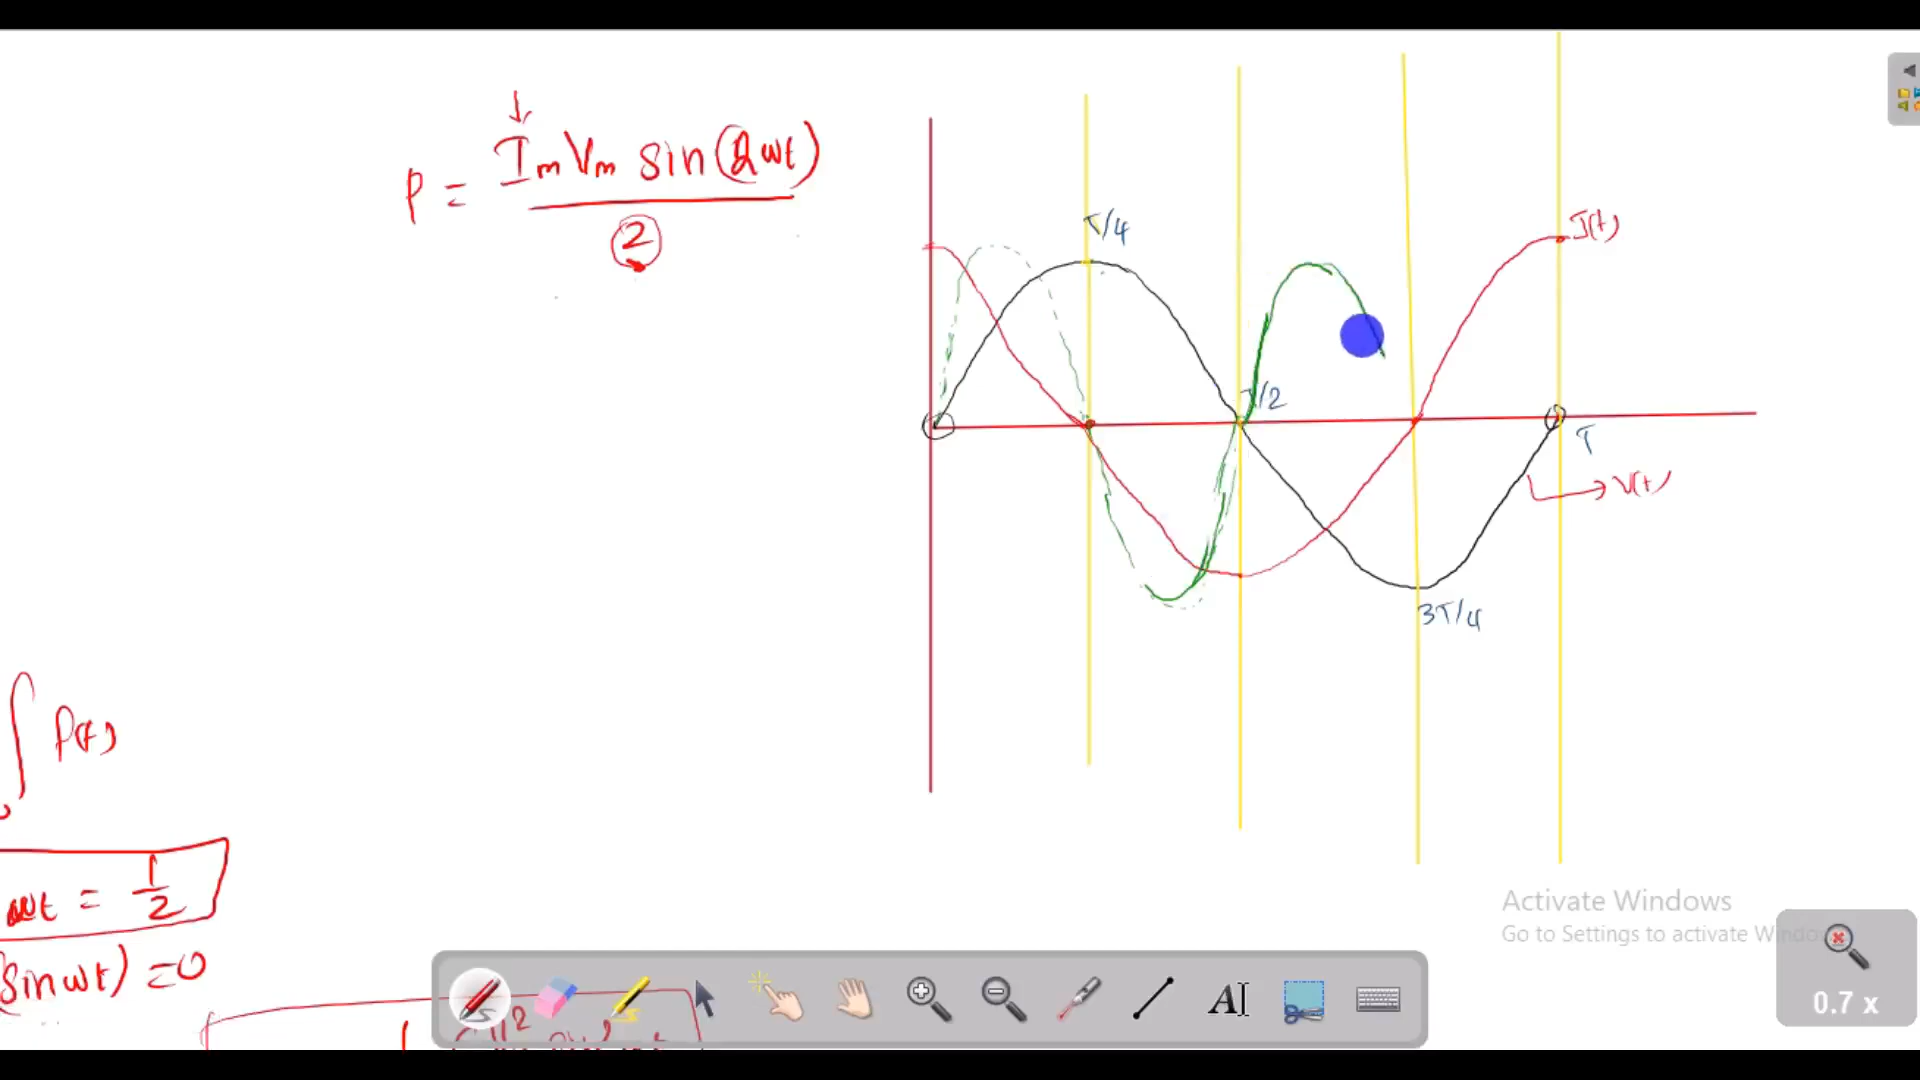 P = ImVm sin(2ωt)
2
T/4
I(t)
T/2
T
V(t)
3T/4
∫ P(t)
ωt = 1/2
(sinωt) = 0
Activate Windows
Go to Settings to activate Windows
AI
0.7 x